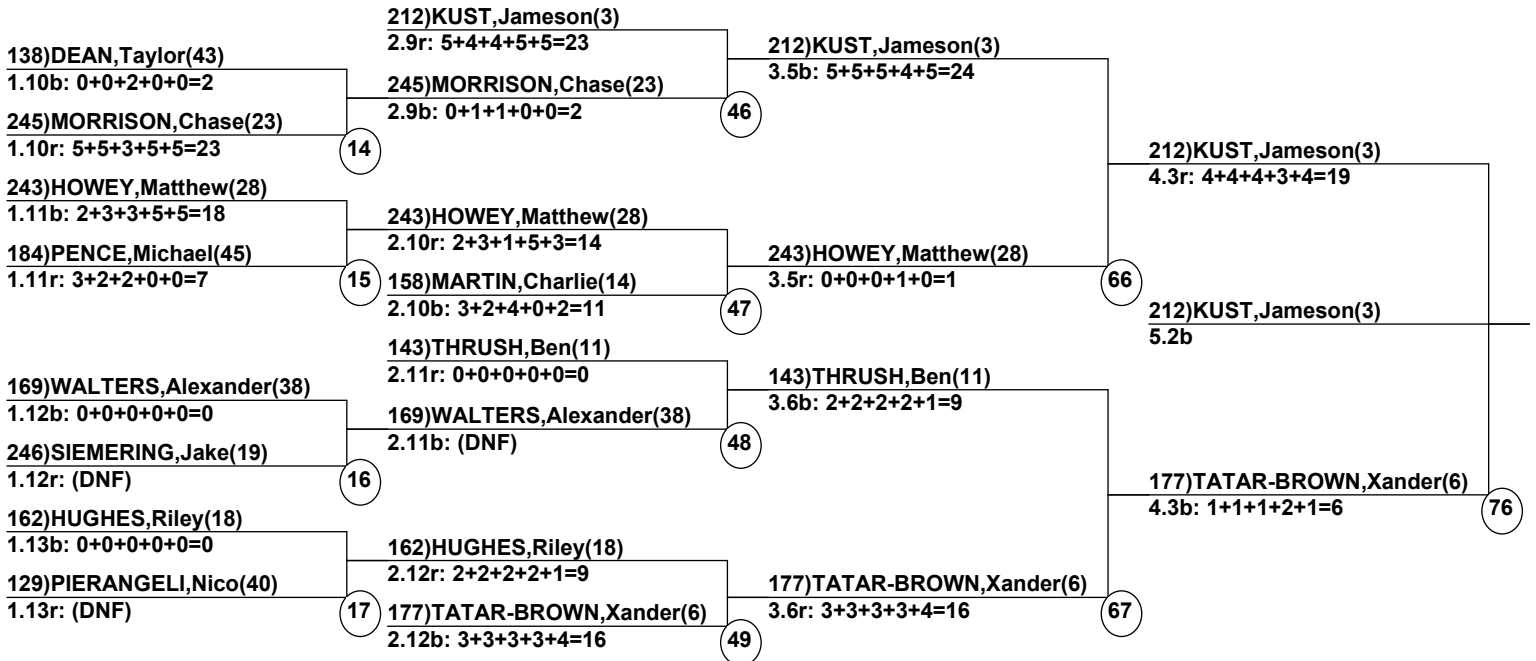 138)DEAN,Taylor(43)
1.10b: 0+0+2+0+0=2
245)MORRISON,Chase(23)
1.10r: 5+5+3+5+5=23
14
243)HOWEY,Matthew(28)
1.11b: 2+3+3+5+5=18
184)PENCE,Michael(45)
1.11r: 3+2+2+0+0=7
15
169)WALTERS,Alexander(38)
1.12b: 0+0+0+0+0=0
246)SIEMERING,Jake(19)
1.12r: (DNF)
16
162)HUGHES,Riley(18)
1.13b: 0+0+0+0+0=0
129)PIERANGELI,Nico(40)
1.13r: (DNF)
17
212)KUST,Jameson(3)
2.9r: 5+4+4+5+5=23
245)MORRISON,Chase(23)
2.9b: 0+1+1+0+0=2
46
243)HOWEY,Matthew(28)
2.10r: 2+3+1+5+3=14
158)MARTIN,Charlie(14)
2.10b: 3+2+4+0+2=11
47
143)THRUSH,Ben(11)
2.11r: 0+0+0+0+0=0
169)WALTERS,Alexander(38)
2.11b: (DNF)
48
162)HUGHES,Riley(18)
2.12r: 2+2+2+2+1=9
177)TATAR-BROWN,Xander(6)
2.12b: 3+3+3+3+4=16
49
212)KUST,Jameson(3)
3.5b: 5+5+5+4+5=24
243)HOWEY,Matthew(28)
3.5r: 0+0+0+1+0=1
66
143)THRUSH,Ben(11)
3.6b: 2+2+2+2+1=9
177)TATAR-BROWN,Xander(6)
3.6r: 3+3+3+3+4=16
67
212)KUST,Jameson(3)
4.3r: 4+4+4+3+4=19
212)KUST,Jameson(3)
5.2b
177)TATAR-BROWN,Xander(6)
4.3b: 1+1+1+2+1=6
76